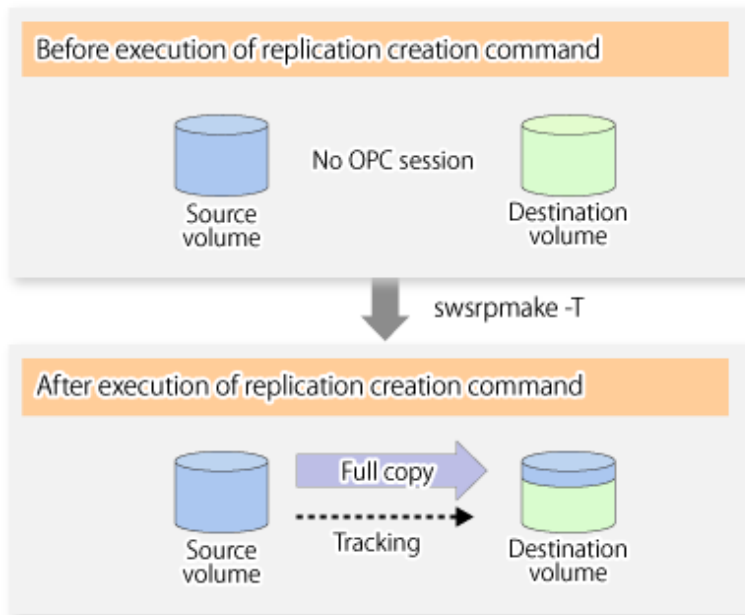 Before execution of replication creation command
No OPC session
Source
volume
Destination
volume
swsrpmake -T
After execution of replication creation command
Full copy
Tracking
Source
volume
Destination
volume